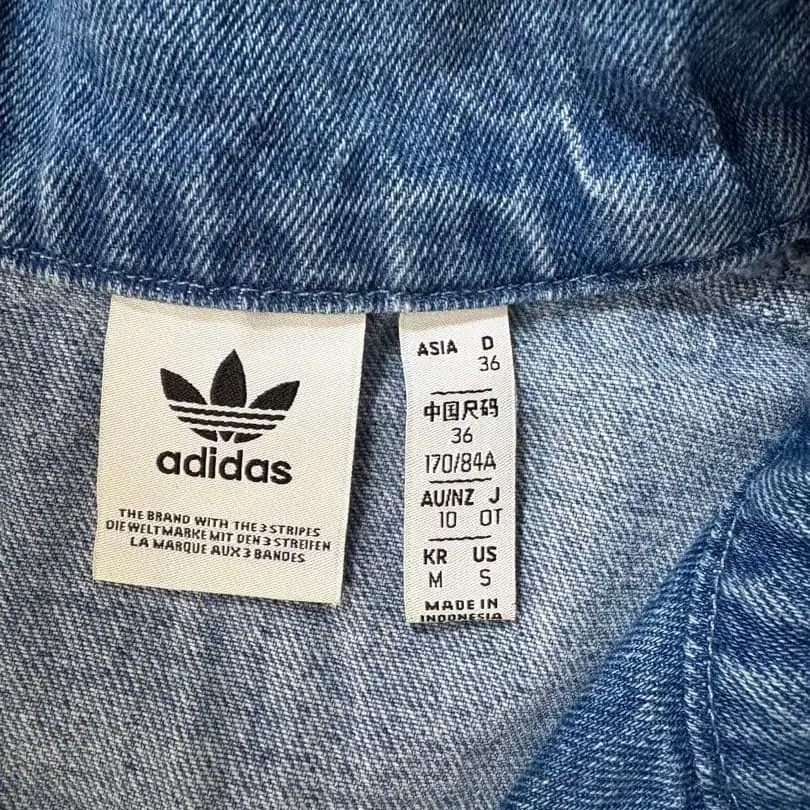 adidas
THE BRAND WITH THE 3 STRIPES
DIE WELTMARKE MIT DEN 3 STREIFEN
LA MARQUE AUX 3 BANDES
ASIA D
36
中国尺码
36
170/84A
AU/NZ J
10 OT
KR US
M S
MADE IN
INDONESIA